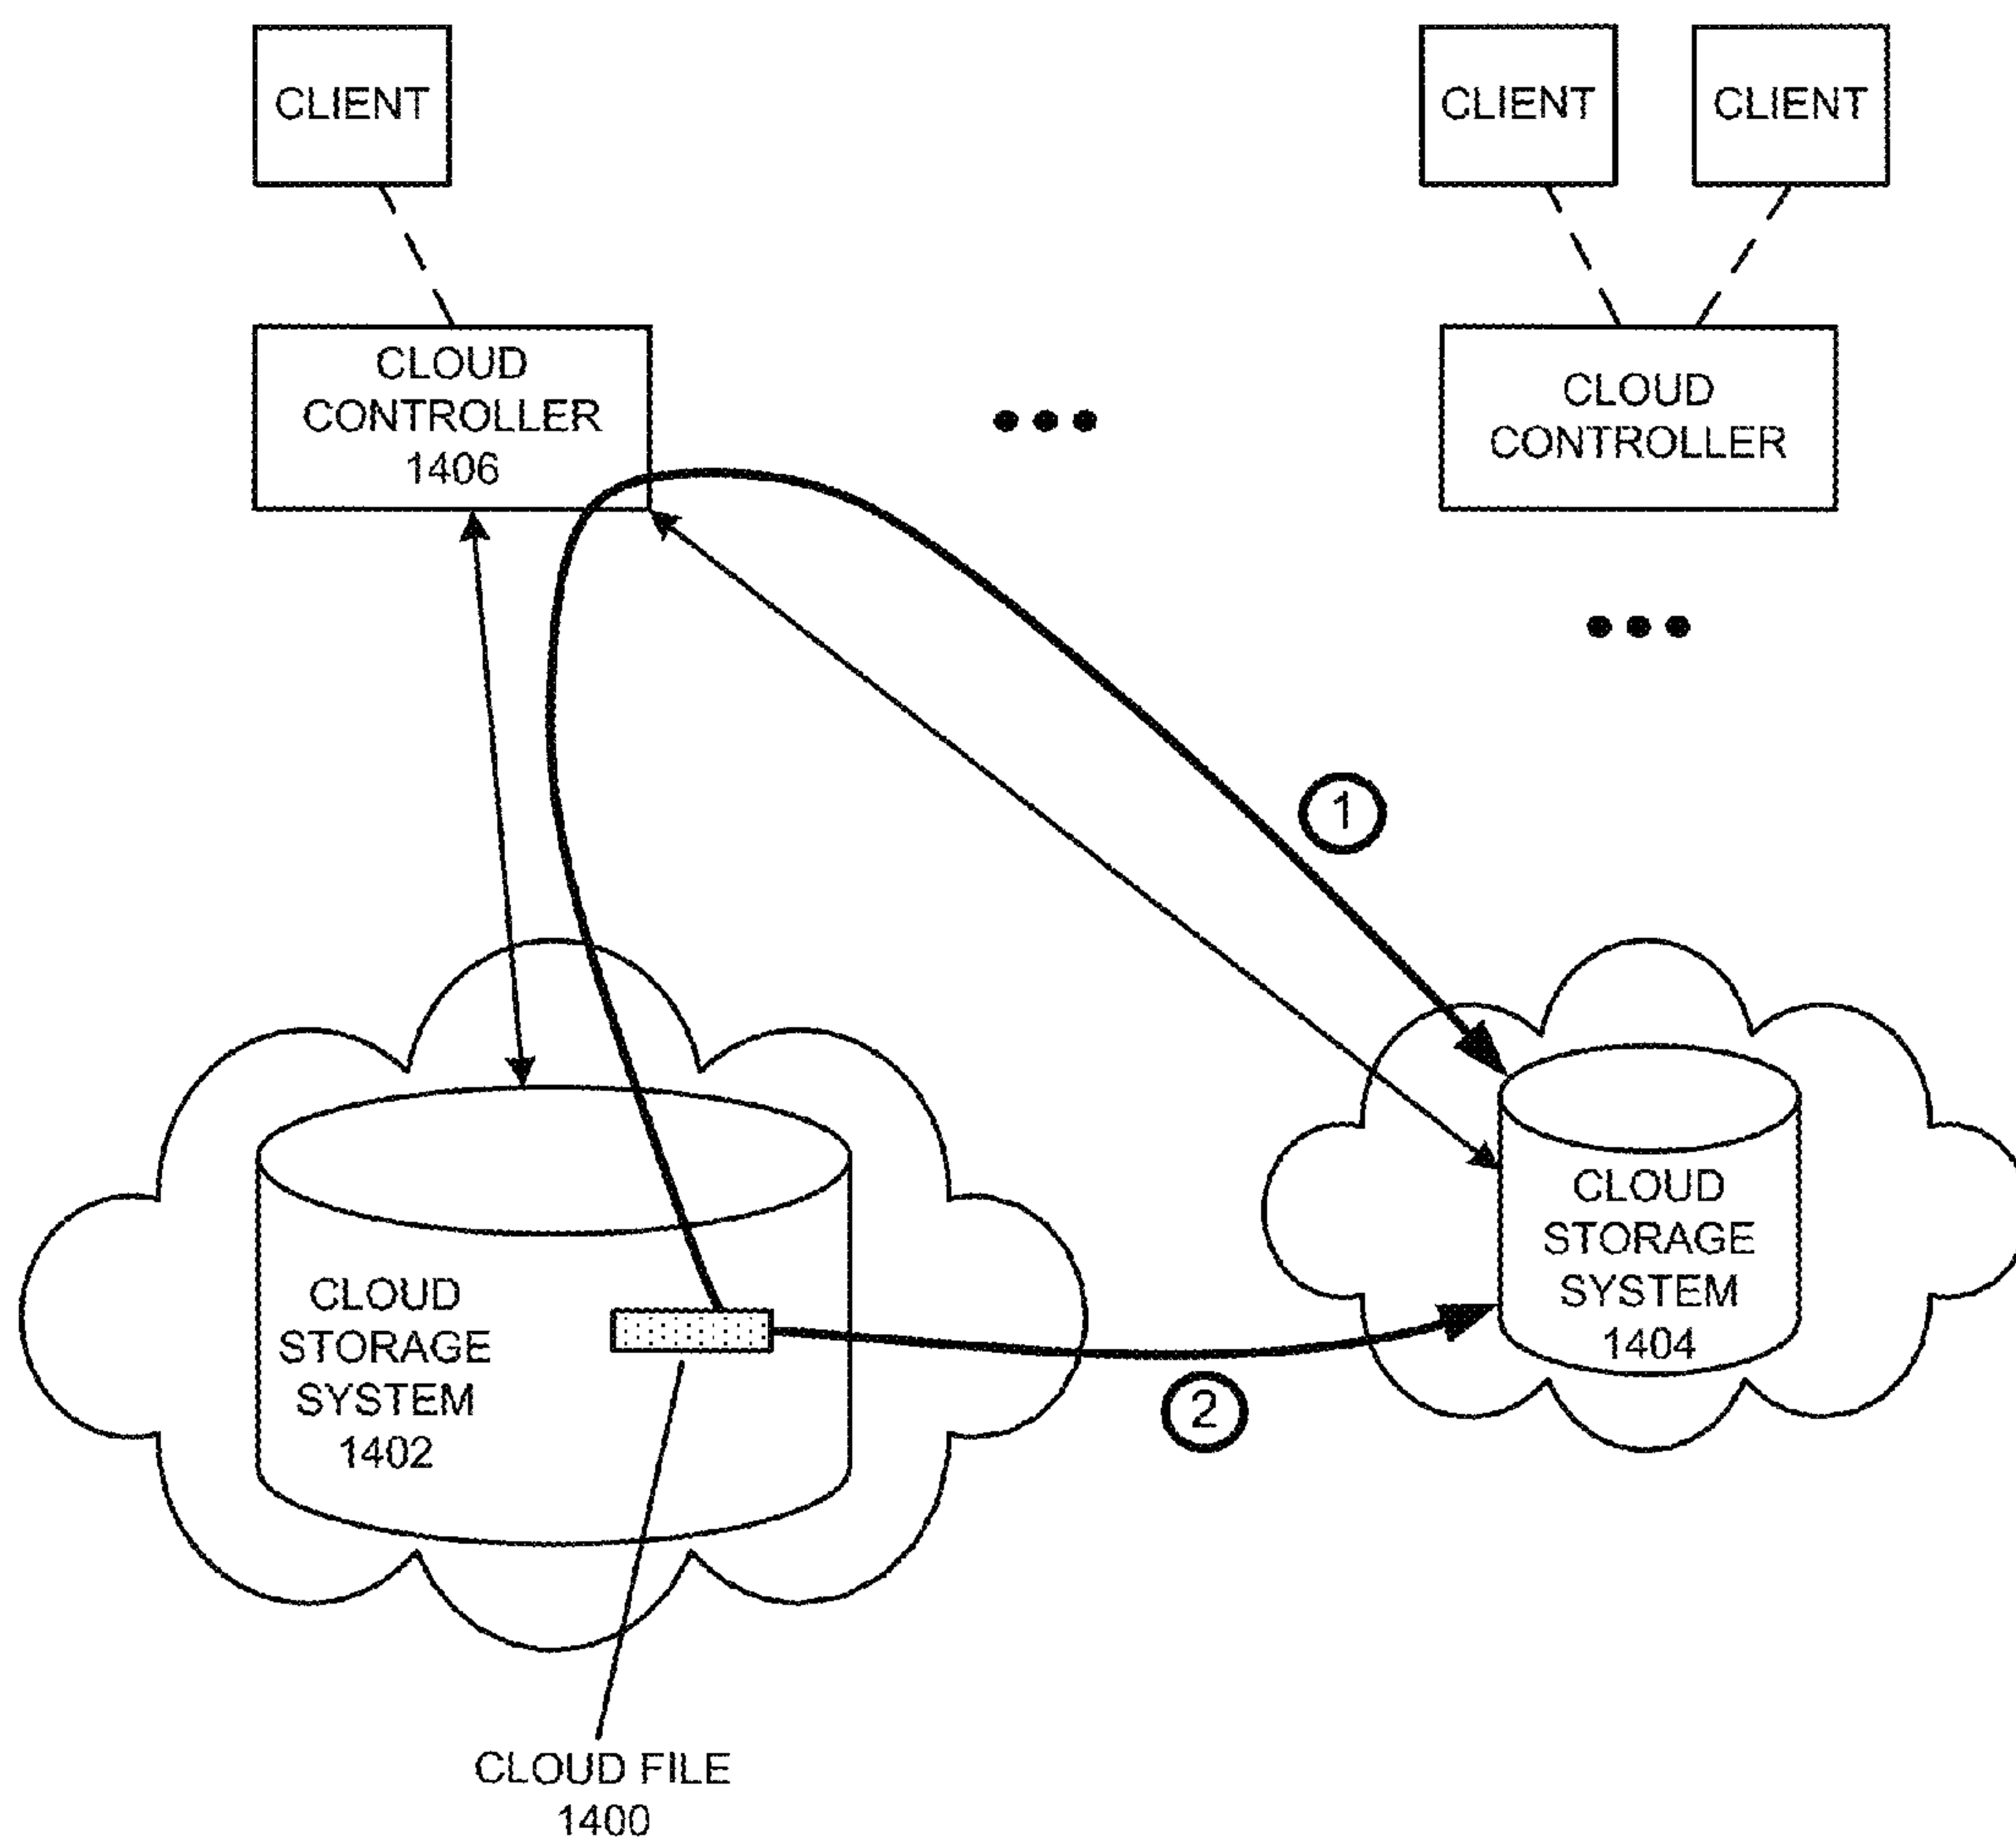 CLIENT
CLIENT
CLIENT
CLOUD
CONTROLLER
1406
CLOUD
CONTROLLER
1
CLOUD
STORAGE
SYSTEM
1404
CLOUD
STORAGE
SYSTEM
1402
2
CLOUD FILE
1400